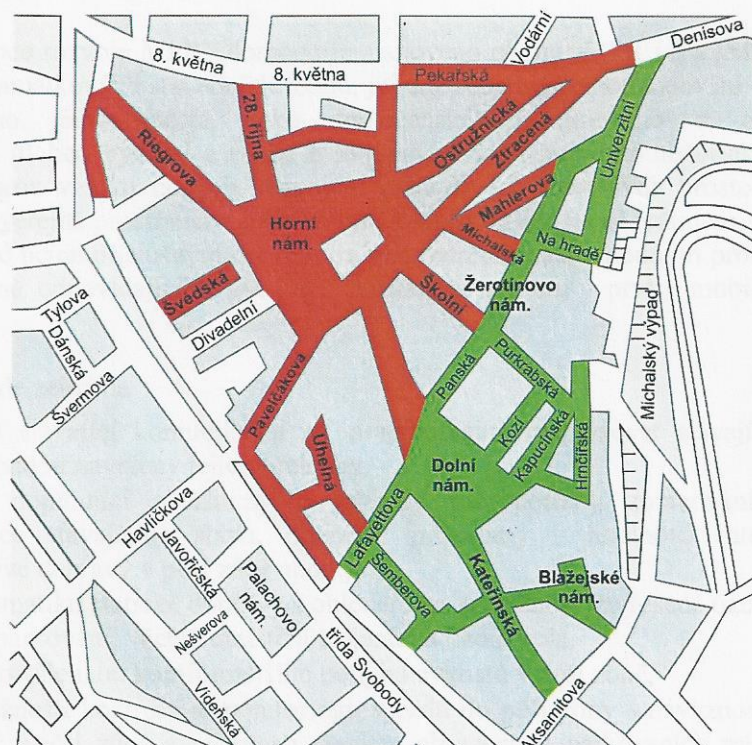 Denisova
Vodární
8. května
8. května
Pekařská
28. října
Riegrova
Ostružnická
Ztracená
Univerzitní
Mahlerova
Horní
nám.
Michalská
Na hradě
Švédská
Školní
Žerotínovo
nám.
Tylova
Divadelní
Dánská
Švermova
Michalský výpad
Panská
Purkrabská
Pavelčákova
Kozí
Kapucínská
Hrnčířská
Uhelná
Dolní
nám.
Havlíčkova
Lafayettova
Javoříčská
Palachovo
nám.
Šemberova
Kateřinská
Blažejské
nám.
Nešverova
třída Svobody
Vídeňská
Aksamitova